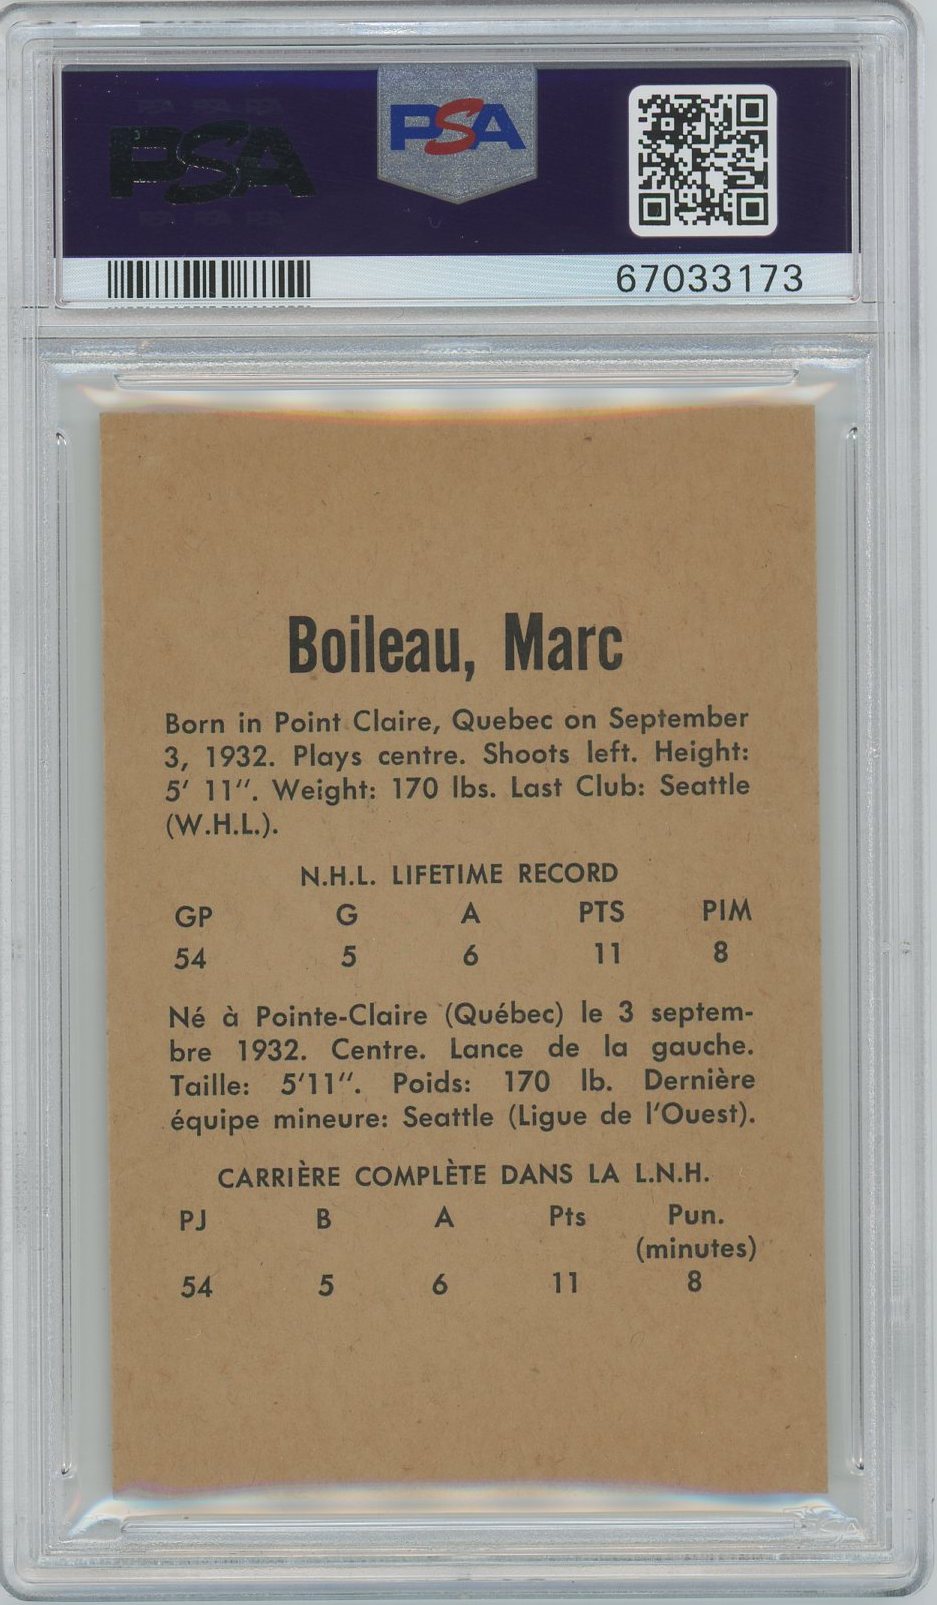 PSA
PSA
67033173
Boileau, Marc
Born in Point Claire, Quebec on September
3, 1932. Plays centre. Shoots left. Height:
5' 11". Weight: 170 lbs. Last Club: Seattle
(W.H.L.).
N.H.L. LIFETIME RECORD
GP G A PTS PIM
54 5 6 11 8
Né à Pointe-Claire (Québec) le 3 septem-
bre 1932. Centre. Lance de la gauche.
Taille: 5'11". Poids: 170 lb. Dernière
équipe mineure: Seattle (Ligue de l'Ouest).
CARRIÈRE COMPLÈTE DANS LA L.N.H.
PJ B A Pts Pun.
(minutes)
54 5 6 11 8